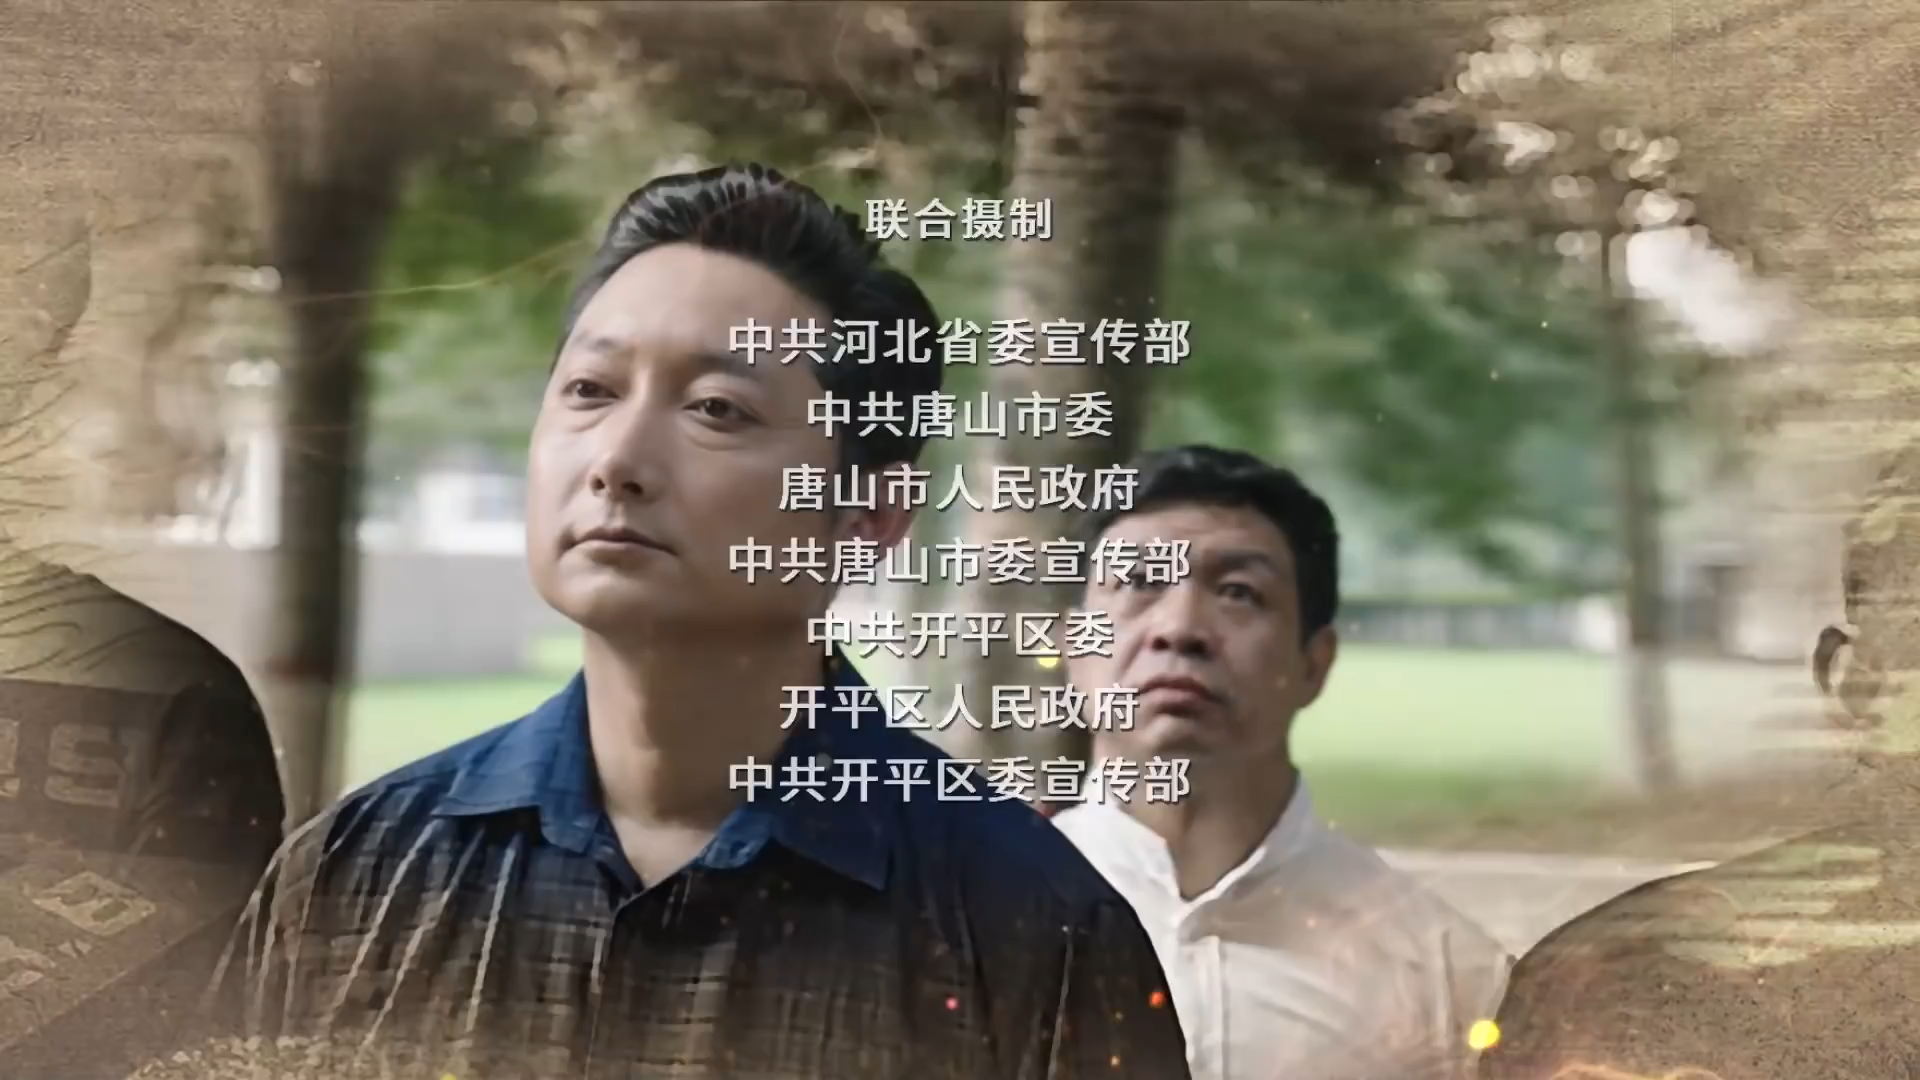 联合摄制
中共河北省委宣传部
中共唐山市委
唐山市人民政府
中共唐山市委宣传部
中共开平区委
开平区人民政府
中共开平区委宣传部